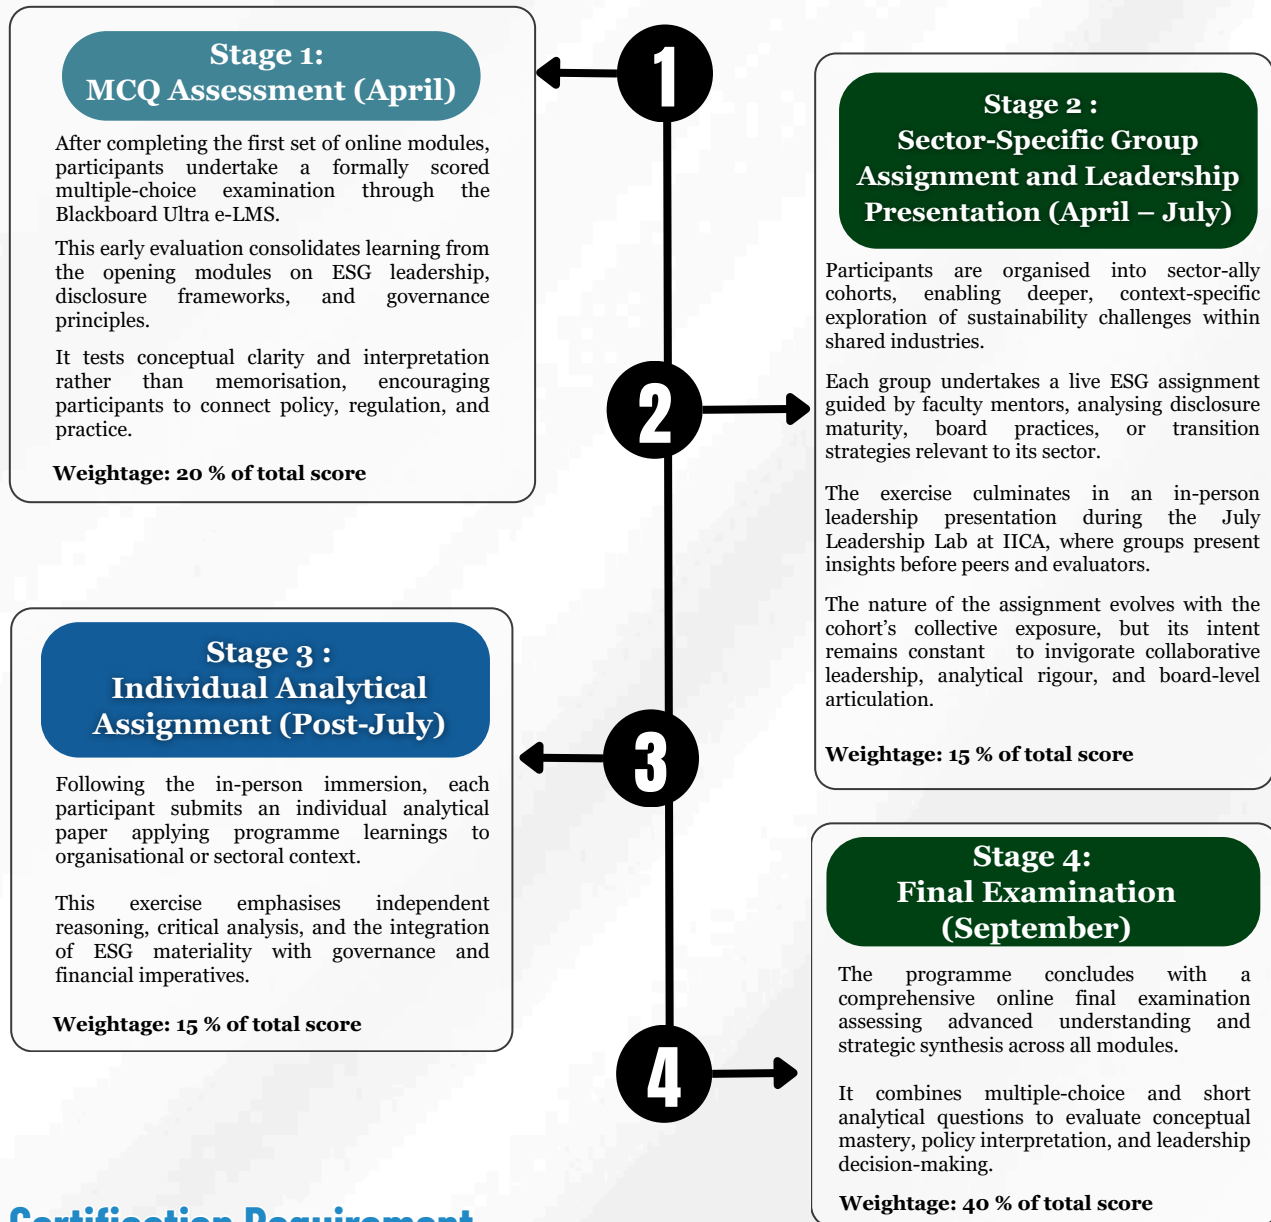 1
Stage 1:
MCQ Assessment (April)
After completing the first set of online modules,
participants undertake a formally scored
multiple-choice examination through the
Blackboard Ultra e-LMS.
This early evaluation consolidates learning from
the opening modules on ESG leadership,
disclosure frameworks, and governance
principles.
It tests conceptual clarity and interpretation
rather than memorisation, encouraging
participants to connect policy, regulation, and
practice.
Weightage: 20 % of total score
2
Stage 2 :
Sector-Specific Group
Assignment and Leadership
Presentation (April – July)
Participants are organised into sector-ally
cohorts, enabling deeper, context-specific
exploration of sustainability challenges within
shared industries.
Each group undertakes a live ESG assignment
guided by faculty mentors, analysing disclosure
maturity, board practices, or transition
strategies relevant to its sector.
The exercise culminates in an in-person
leadership presentation during the July
Leadership Lab at IICA, where groups present
insights before peers and evaluators.
The nature of the assignment evolves with the
cohort’s collective exposure, but its intent
remains constant to invigorate collaborative
leadership, analytical rigour, and board-level
articulation.
Weightage: 15 % of total score
3
Stage 3 :
Individual Analytical
Assignment (Post-July)
Following the in-person immersion, each
participant submits an individual analytical
paper applying programme learnings to
organisational or sectoral context.
This exercise emphasises independent
reasoning, critical analysis, and the integration
of ESG materiality with governance and
financial imperatives.
Weightage: 15 % of total score
4
Stage 4:
Final Examination
(September)
The programme concludes with a
comprehensive online final examination
assessing advanced understanding and
strategic synthesis across all modules.
It combines multiple-choice and short
analytical questions to evaluate conceptual
mastery, policy interpretation, and leadership
decision-making.
Weightage: 40 % of total score
Certification Requirement